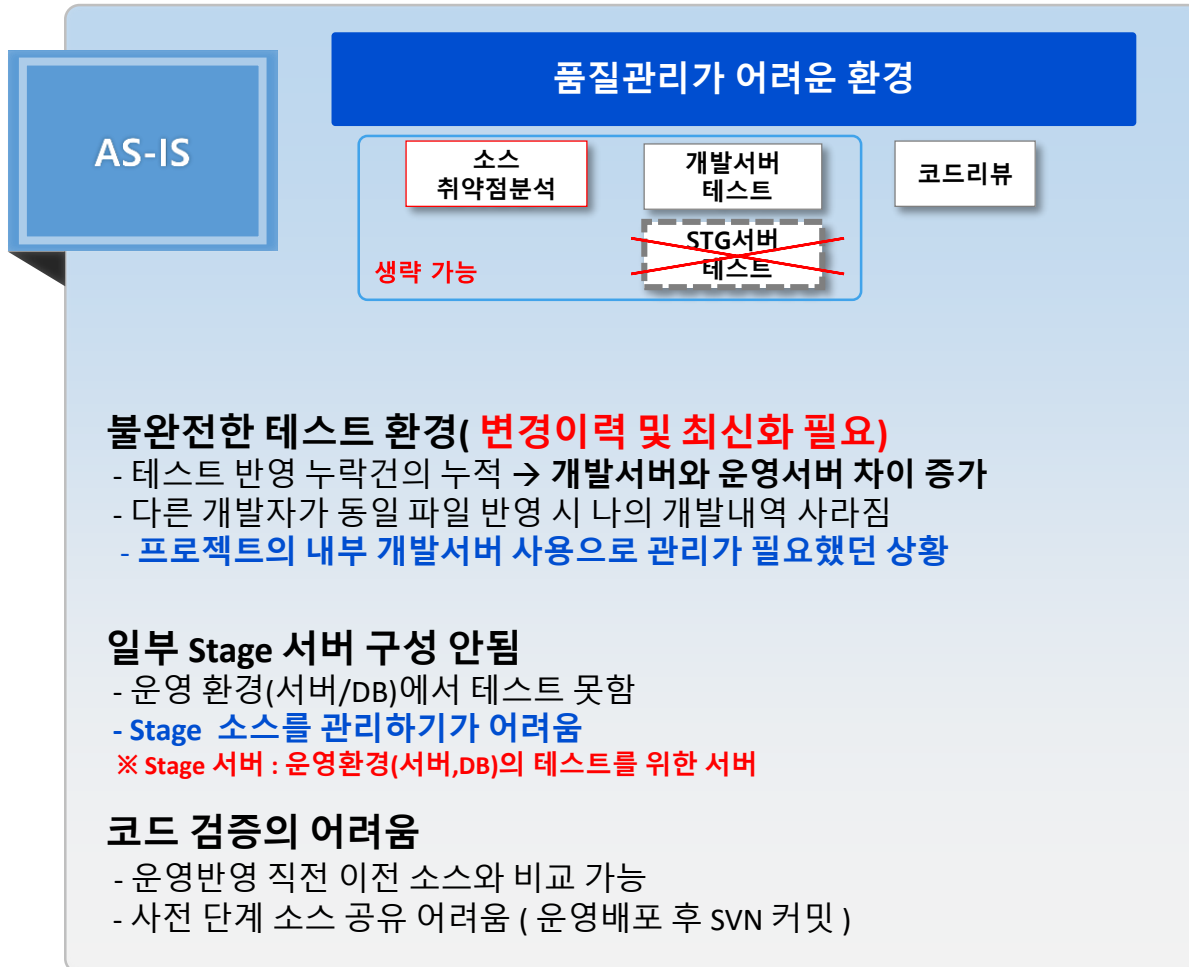 품질관리가 어려운 환경
AS-IS
소스
취약점분석
개발서버
테스트
코드리뷰
STG서버
테스트
생략 가능
불완전한 테스트 환경( 변경이력 및 최신화 필요)
- 테스트 반영 누락건의 누적 → 개발서버와 운영서버 차이 증가
- 다른 개발자가 동일 파일 반영 시 나의 개발내역 사라짐
- 프로젝트의 내부 개발서버 사용으로 관리가 필요했던 상황
일부 Stage 서버 구성 안됨
- 운영 환경(서버/DB)에서 테스트 못함
- Stage 소스를 관리하기가 어려움
※ Stage 서버 : 운영환경(서버,DB)의 테스트를 위한 서버
코드 검증의 어려움
- 운영반영 직전 이전 소스와 비교 가능
- 사전 단계 소스 공유 어려움 ( 운영배포 후 SVN 커밋 )